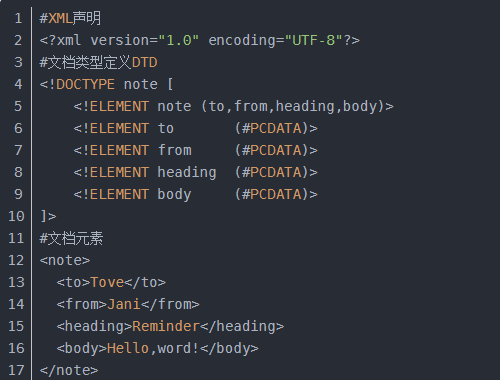 1 #XML声明
2 <?xml version="1.0" encoding="UTF-8"?>
3 #文档类型定义DTD
4 <!DOCTYPE note [
5     <!ELEMENT note (to,from,heading,body)>
6     <!ELEMENT to       (#PCDATA)>
7     <!ELEMENT from     (#PCDATA)>
8     <!ELEMENT heading  (#PCDATA)>
9     <!ELEMENT body     (#PCDATA)>
10 ]>
11 #文档元素
12 <note>
13   <to>Tove</to>
14   <from>Jani</from>
15   <heading>Reminder</heading>
16   <body>Hello,word!</body>
17 </note>